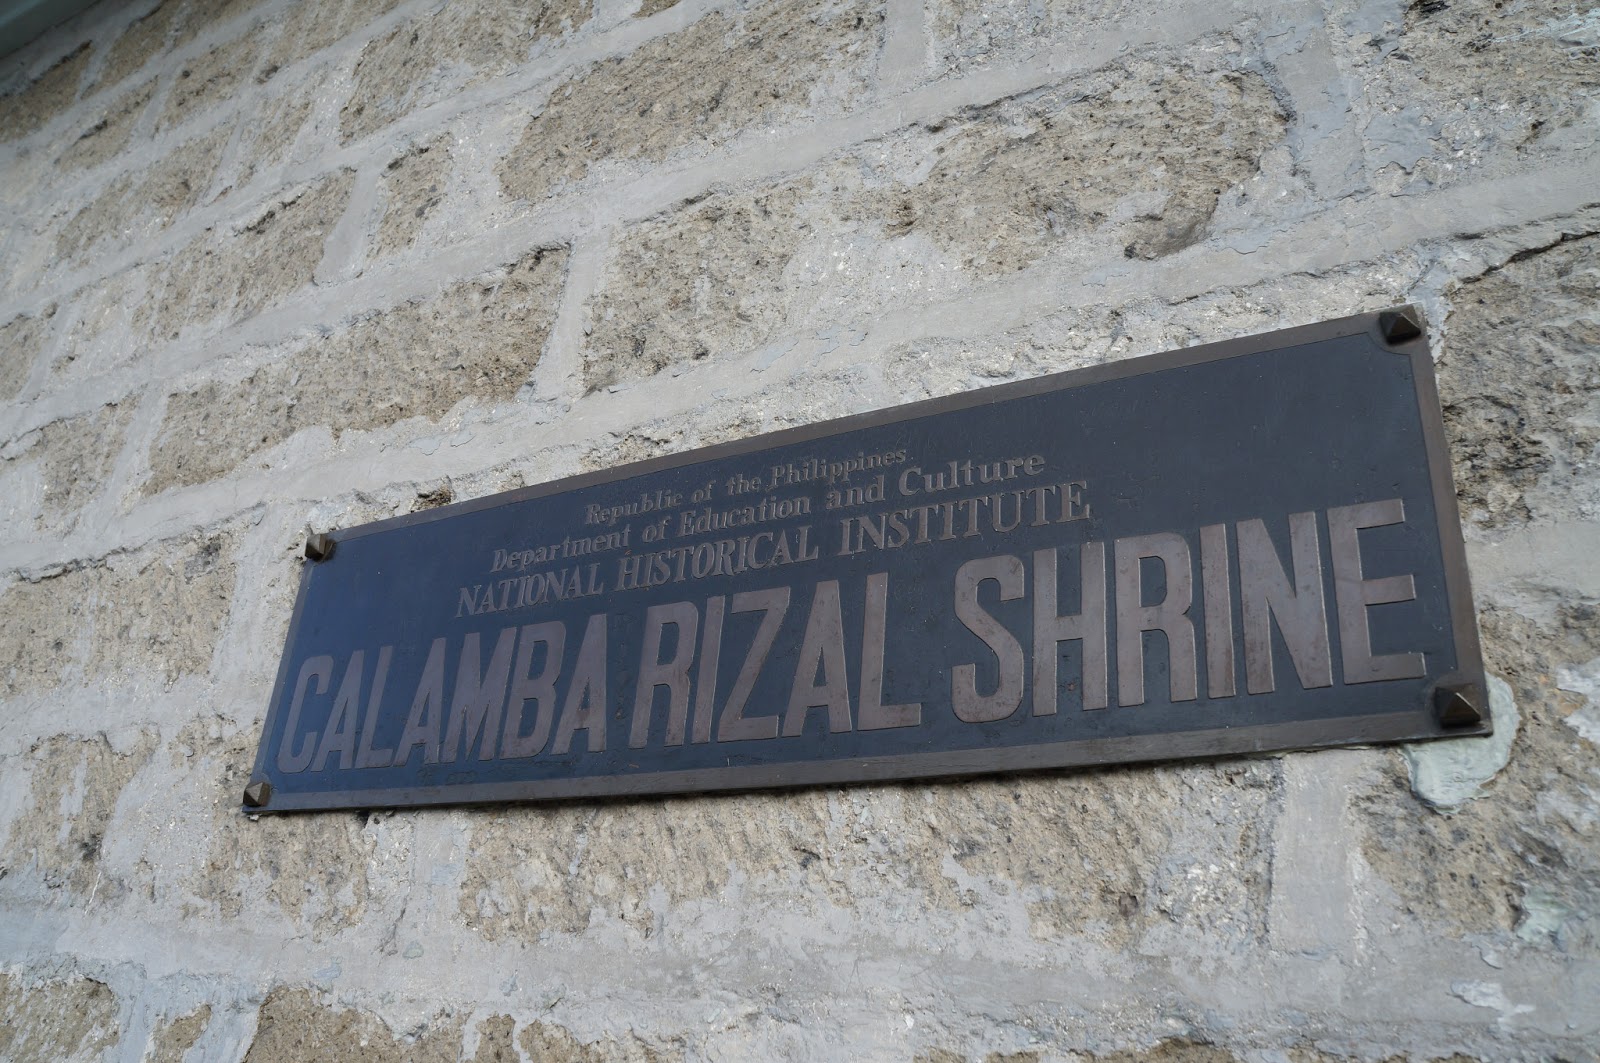 Republic of the Philippines
Department of Education and Culture
NATIONAL HISTORICAL INSTITUTE
CALAMBA RIZAL SHRINE